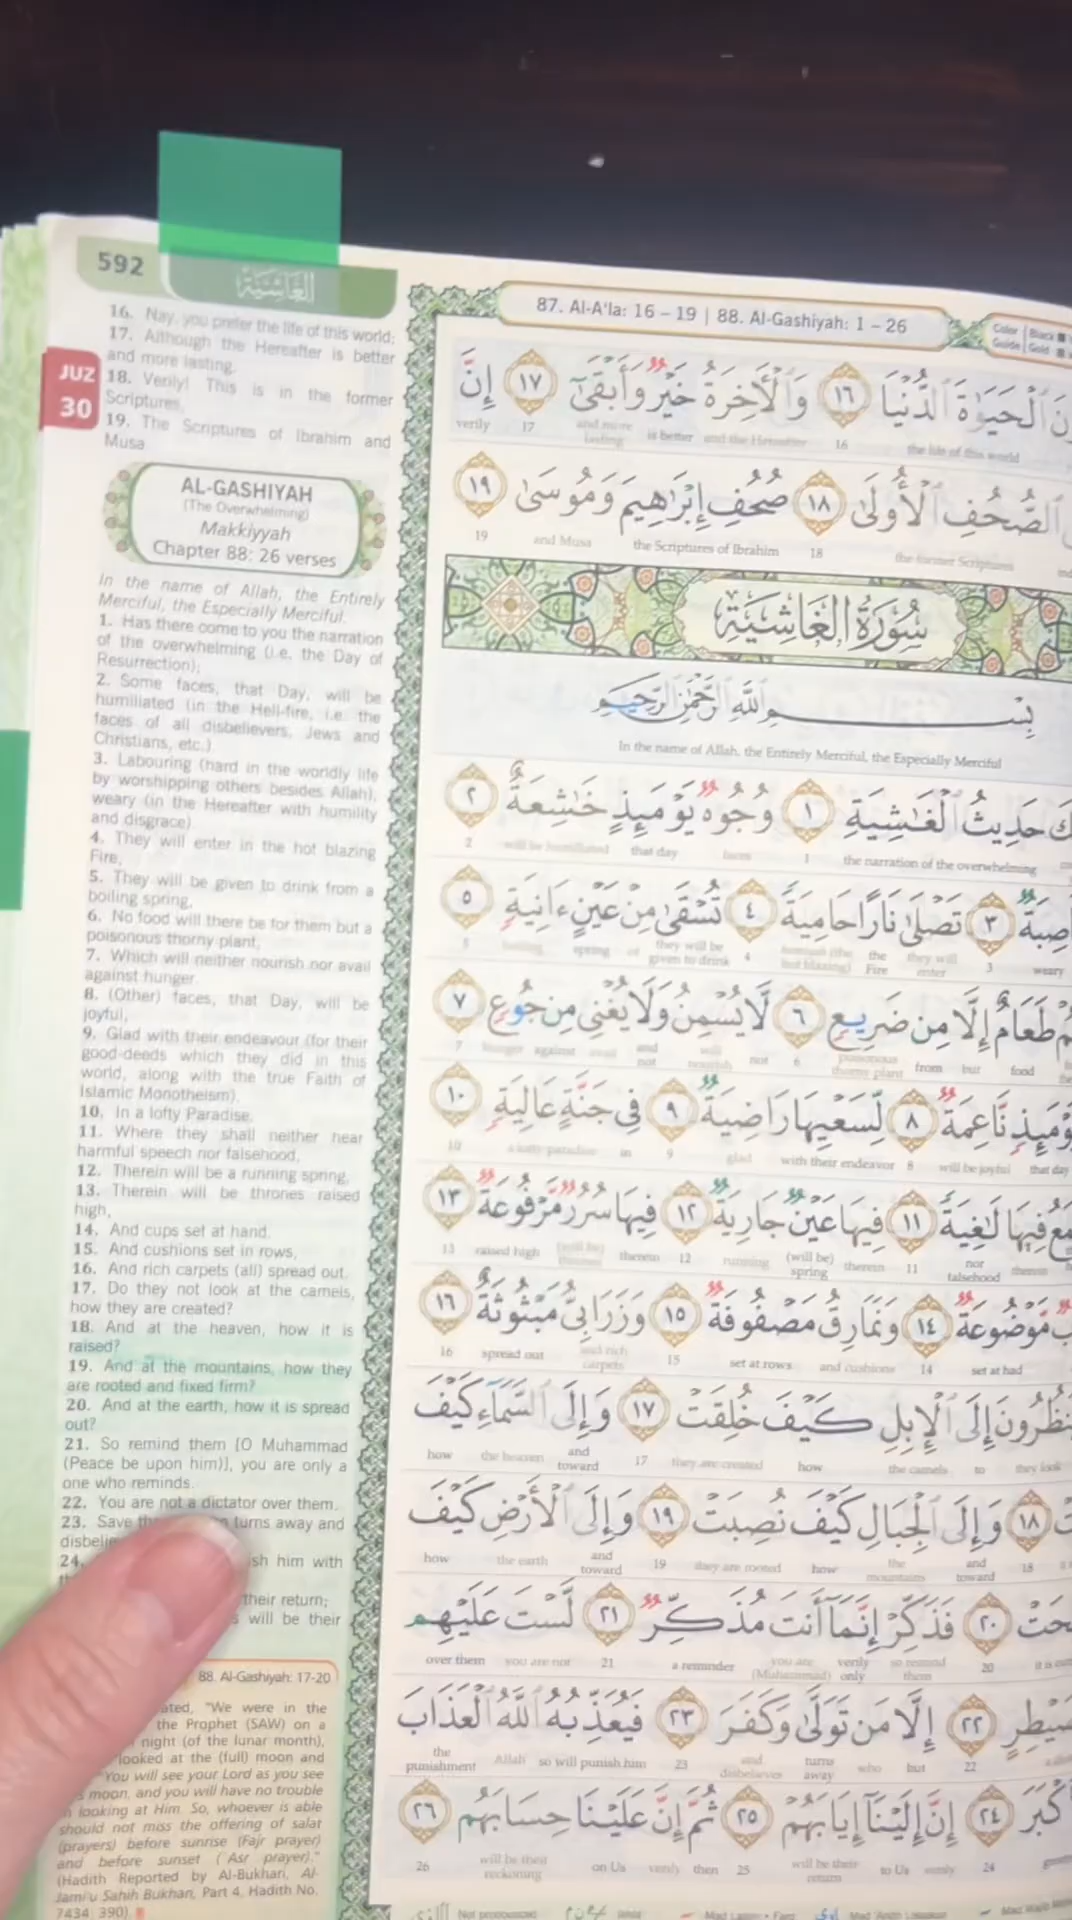 592
الغاشية
JUZ
30
16. Nay, you prefer the life of this world;
17. Although the Hereafter is better
and more lasting.
18. Verily! This is in the former
Scriptures,
19. The Scriptures of Ibrahim and
Musa
AL-GASHIYAH
(The Overwhelming)
Makkiyyah
Chapter 88: 26 verses
In the name of Allah, the Entirely
Merciful, the Especially Merciful.
1. Has there come to you the narration
of the overwhelming (i.e. the Day of
Resurrection);
2. Some faces, that Day, will be
humiliated (in the Hell-fire, i.e. the
faces of all disbelievers, Jews and
Christians, etc.)
3. Labouring (hard in the worldly life
by worshipping others besides Allah),
weary (in the Hereafter with humility
and disgrace)
4. They will enter in the hot blazing
Fire,
5. They will be given to drink from a
boiling spring,
6. No food will there be for them but a
poisonous thorny plant,
7. Which will neither nourish nor avail
against hunger.
8. (Other) faces, that Day, will be
joyful,
9. Glad with their endeavour (for their
good-deeds which they did in this
world, along with the true Faith of
Islamic Monotheism),
10. In a lofty Paradise.
11. Where they shall neither hear
harmful speech nor falsehood,
12. Therein will be a running spring,
13. Therein will be thrones raised
high,
14. And cups set at hand.
15. And cushions set in rows,
16. And rich carpets (all) spread out.
17. Do they not look at the camels,
how they are created?
18. And at the heaven, how it is
raised?
19. And at the mountains, how they
are rooted and fixed firm?
20. And at the earth, how it is spread
out?
21. So remind them [O Muhammad
(Peace be upon him)], you are only a
one who reminds.
22. You are not a dictator over them.
23. Save turns away and
24. him with
their return;
will be their
88. Al-Gashiyah: 17-20
"We were in the
the Prophet (SAW) on a
night (of the lunar month),
looked at the (full) moon and
"You will see your Lord as you see
moon, and you will have no trouble
looking at Him. So, whoever is able
should not miss the offering of salat
(prayers) before sunrise (Fajr prayer)
and before sunset ('Asr prayer)."
(Hadith Reported by Al-Bukhari, Al-
Jami'u Sahih Bukhari, Part 4, Hadith No.
7434: 390).
87. Al-A'la: 16 – 19 | 88. Al-Gashiyah: 1 – 26
Color Guide Black Gold
ٱلْحَيَوٰةَ ٱلدُّنْيَا ١٦ وَٱلْأَخِرَةُ خَيْرٌ وَأَبْقَىٰٓ ١٧ إِنَّ
verily 17 and more lasting is better and the Hereafter 16 the life of this world
ٱلصُّحُفِ ٱلْأُولَىٰ ١٨ صُحُفِ إِبْرَٰهِيمَ وَمُوسَىٰ ١٩
19 and Musa the Scriptures of Ibrahim 18 the former Scriptures
سُورَةُ الْغَاشِيَةِ
بِسْمِ ٱللَّهِ ٱلرَّحْمَٰنِ ٱلرَّحِيمِ
In the name of Allah, the Entirely Merciful, the Especially Merciful
حَدِيثُ ٱلْغَٰشِيَةِ ١ وُجُوهٌ يَوْمَئِذٍ خَٰشِعَةٌ ٢
2 will be humiliated that day faces 1 the narration of the overwhelming
٣ تَصْلَىٰ نَارًا حَامِيَةً ٤ تُسْقَىٰ مِنْ عَيْنٍ ءَانِيَةٍ ٥
5 boiling spring of they will be given to drink 4 the Fire they will enter 3 weary
طَعَامٌ إِلَّا مِن ضَرِيعٍ ٦ لَّا يُسْمِنُ وَلَا يُغْنِى مِن جُوعٍ ٧
7 hunger against avail and not will nourish not 6 poisonous thorny plant from but food
نَّاعِمَةٌ ٨ لِّسَعْيِهَا رَاضِيَةٌ ٩ فِى جَنَّةٍ عَالِيَةٍ ١٠
10 a lofty paradise in 9 glad with their endeavor 8 will be joyful that day
فِيهَا لَٰغِيَةً ١١ فِيهَا عَيْنٌ جَارِيَةٌ ١٢ فِيهَا سُرُرٌ مَّرْفُوعَةٌ ١٣
13 raised high (will be) thrones therein 12 running (will be) spring therein 11 nor falsehood therein
مَّوْضُوعَةٌ ١٤ وَنَمَارِقُ مَصْفُوفَةٌ ١٥ وَزَرَابِىُّ مَبْثُوثَةٌ ١٦
16 spread out and rich carpets 15 set at rows and cushions 14 set at had
إِلَى ٱلْإِبِلِ كَيْفَ خُلِقَتْ ١٧ وَإِلَى ٱلسَّمَآءِ كَيْفَ
how the heaven and toward 17 they are created how the camels to they look
١٨ وَإِلَى ٱلْجِبَالِ كَيْفَ نُصِبَتْ ١٩ وَإِلَى ٱلْأَرْضِ كَيْفَ
how the earth and toward 19 they are rooted how the mountains and toward 18
٢٠ فَذَكِّرْ إِنَّمَآ أَنتَ مُذَكِّرٌ ٢١ لَّسْتَ عَلَيْهِم
over them you are not 21 a reminder you are (Muhammad) verily only so remind them 20
٢٢ إِلَّا مَن تَوَلَّىٰ وَكَفَرَ ٢٣ فَيُعَذِّبُهُ ٱللَّهُ ٱلْعَذَابَ
the punishment Allah so will punish him 23 and disbelieves turns away who but 22
٢٤ إِنَّ إِلَيْنَآ إِيَابَهُمْ ٢٥ ثُمَّ إِنَّ عَلَيْنَا حِسَابَهُم ٢٦
26 will be their reckoning on Us verily then 25 will be their return to Us verily 24
Not pronounced